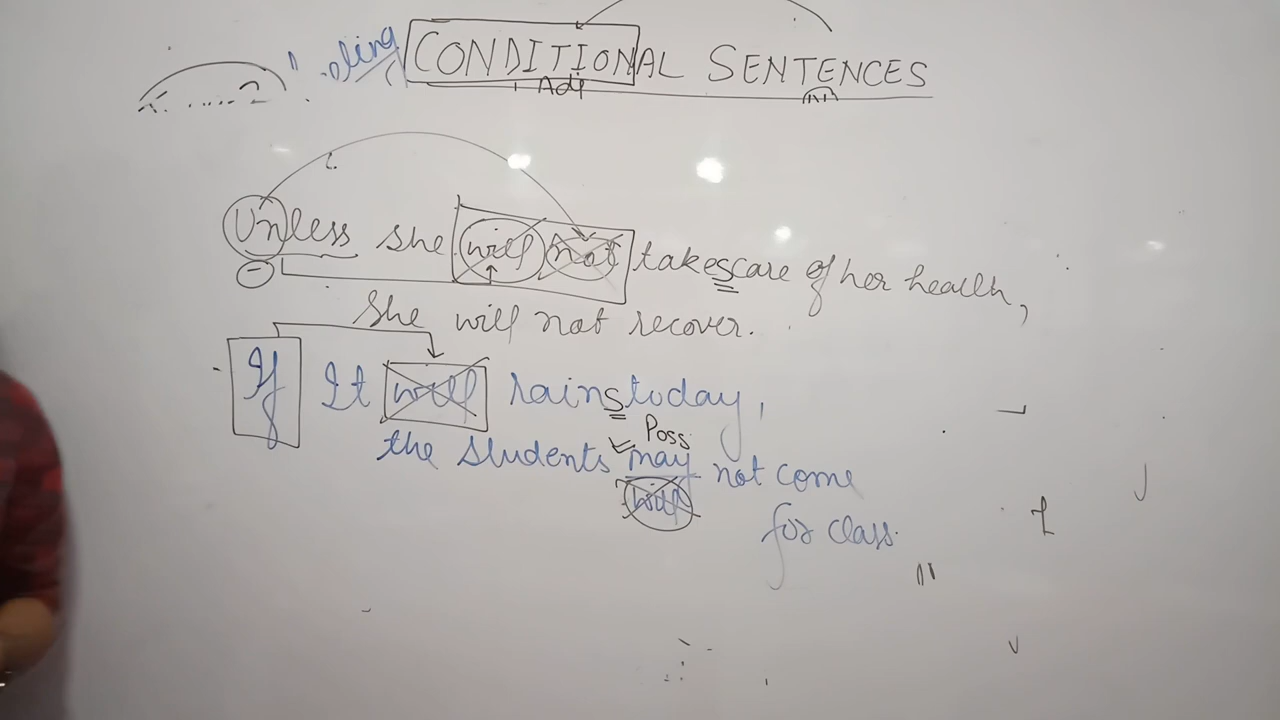 CONDITIONAL SENTENCES
Adj N
Unless she will not takes care of her health,
she will not recover.
If It will rains today,
Poss
the students may not come
will
for class.